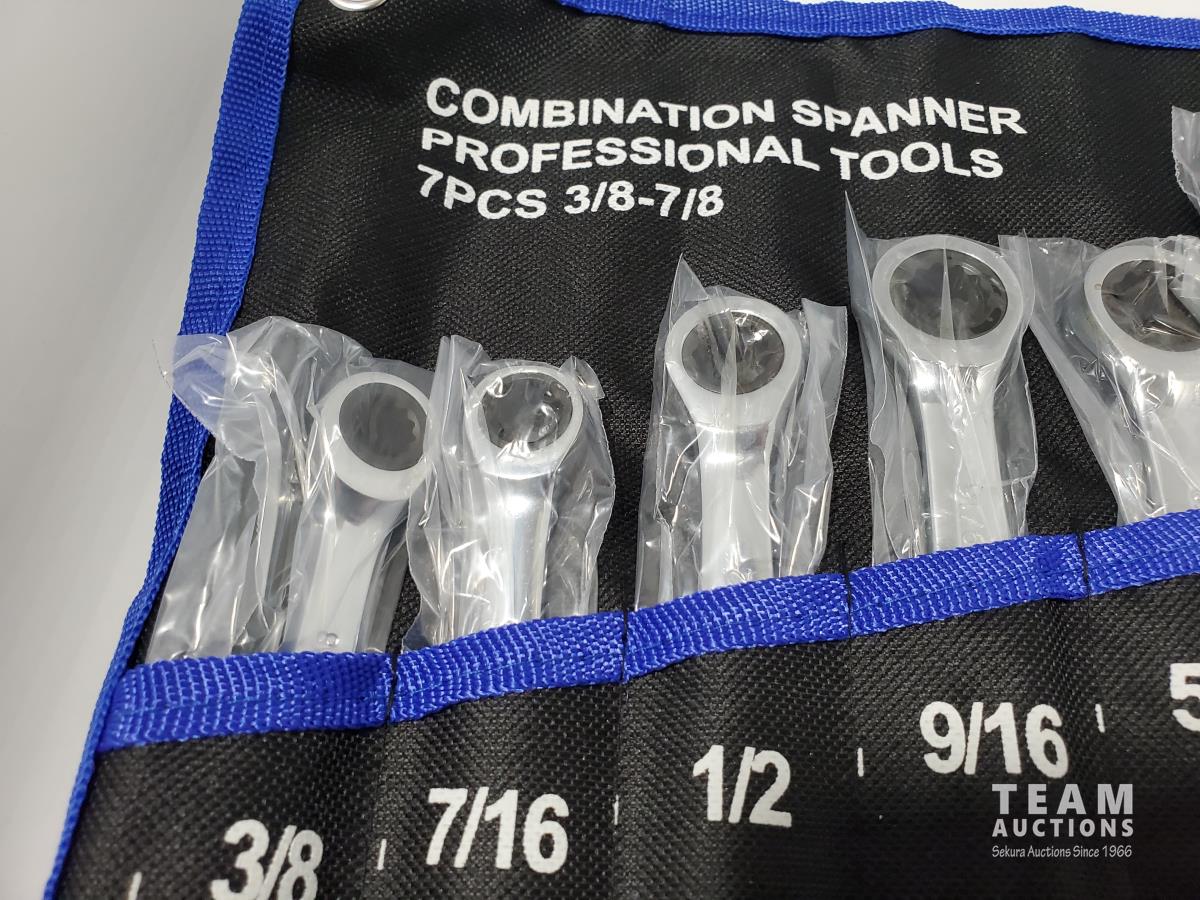 COMBINATION SPANNER
PROFESSIONAL TOOLS
7PCS 3/8-7/8
3/8
7/16
1/2
9/16
5
TEAM
AUCTIONS
Sekura Auctions Since 1966